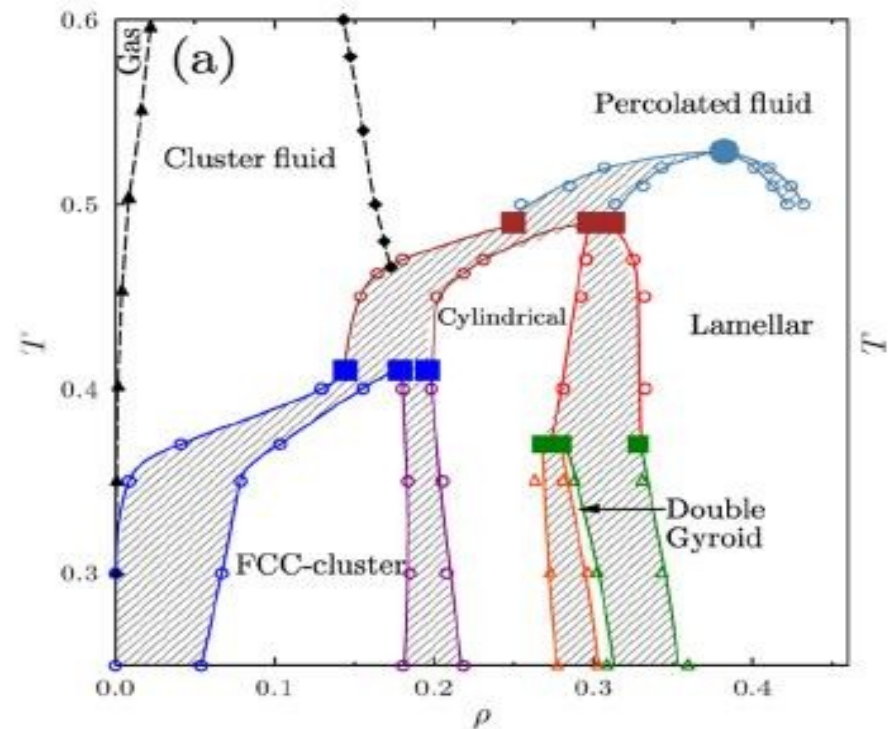 0.6
Gas
(a)
Percolated fluid
Cluster fluid
0.5
Cylindrical
Lamellar
T
T
0.4
Double
Gyroid
FCC-cluster
0.3
0.0
0.1
0.2
0.3
0.4
ρ